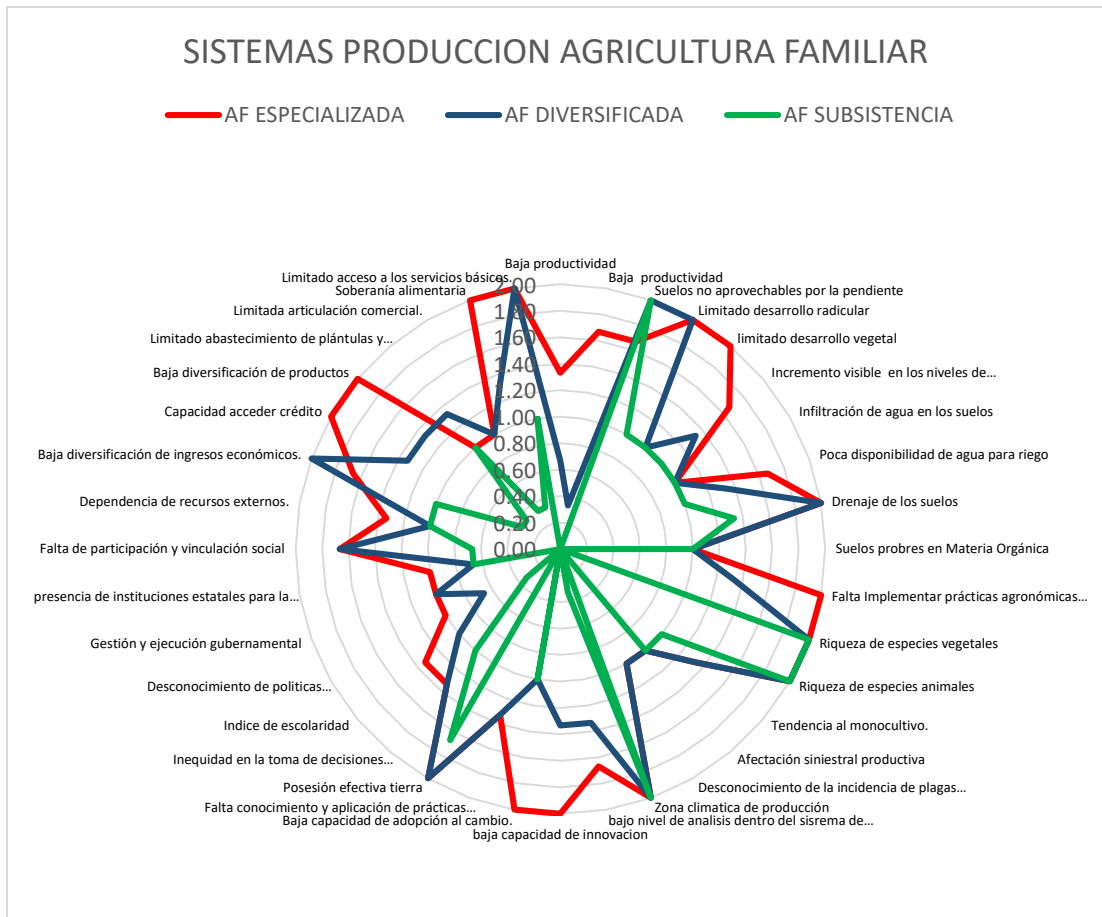 SISTEMAS PRODUCCION AGRICULTURA FAMILIAR
AF ESPECIALIZADA AF DIVERSIFICADA AF SUBSISTENCIA
Baja productividad
Baja productividad
Suelos no aprovechables por la pendiente
Limitado desarrollo radicular
limitado desarrollo vegetal
Incremento visible en los niveles de...
Infiltración de agua en los suelos
Poca disponibilidad de agua para riego
Drenaje de los suelos
Suelos probres en Materia Orgánica
Falta Implementar prácticas agronómicas...
Riqueza de especies vegetales
Riqueza de especies animales
Tendencia al monocultivo.
Afectación siniestral productiva
Desconocimiento de la incidencia de plagas...
Zona climatica de producción
bajo nivel de analisis dentro del sisrema de...
baja capacidad de innovacion
Baja capacidad de adopción al cambio.
Falta conocimiento y aplicación de prácticas...
Posesión efectiva tierra
Inequidad en la toma de decisiones...
Indice de escolaridad
Desconocimiento de politicas...
Gestión y ejecución gubernamental
presencia de instituciones estatales para la...
Falta de participación y vinculación social
Dependencia de recursos externos.
Baja diversificación de ingresos económicos.
Capacidad acceder crédito
Baja diversificación de productos
Limitado abastecimiento de plántulas y...
Limitada articulación comercial.
Soberanía alimentaria
Limitado acceso a los servicios básicos.
2.00
1.80
1.60
1.40
1.20
1.00
0.80
0.60
0.40
0.20
0.00